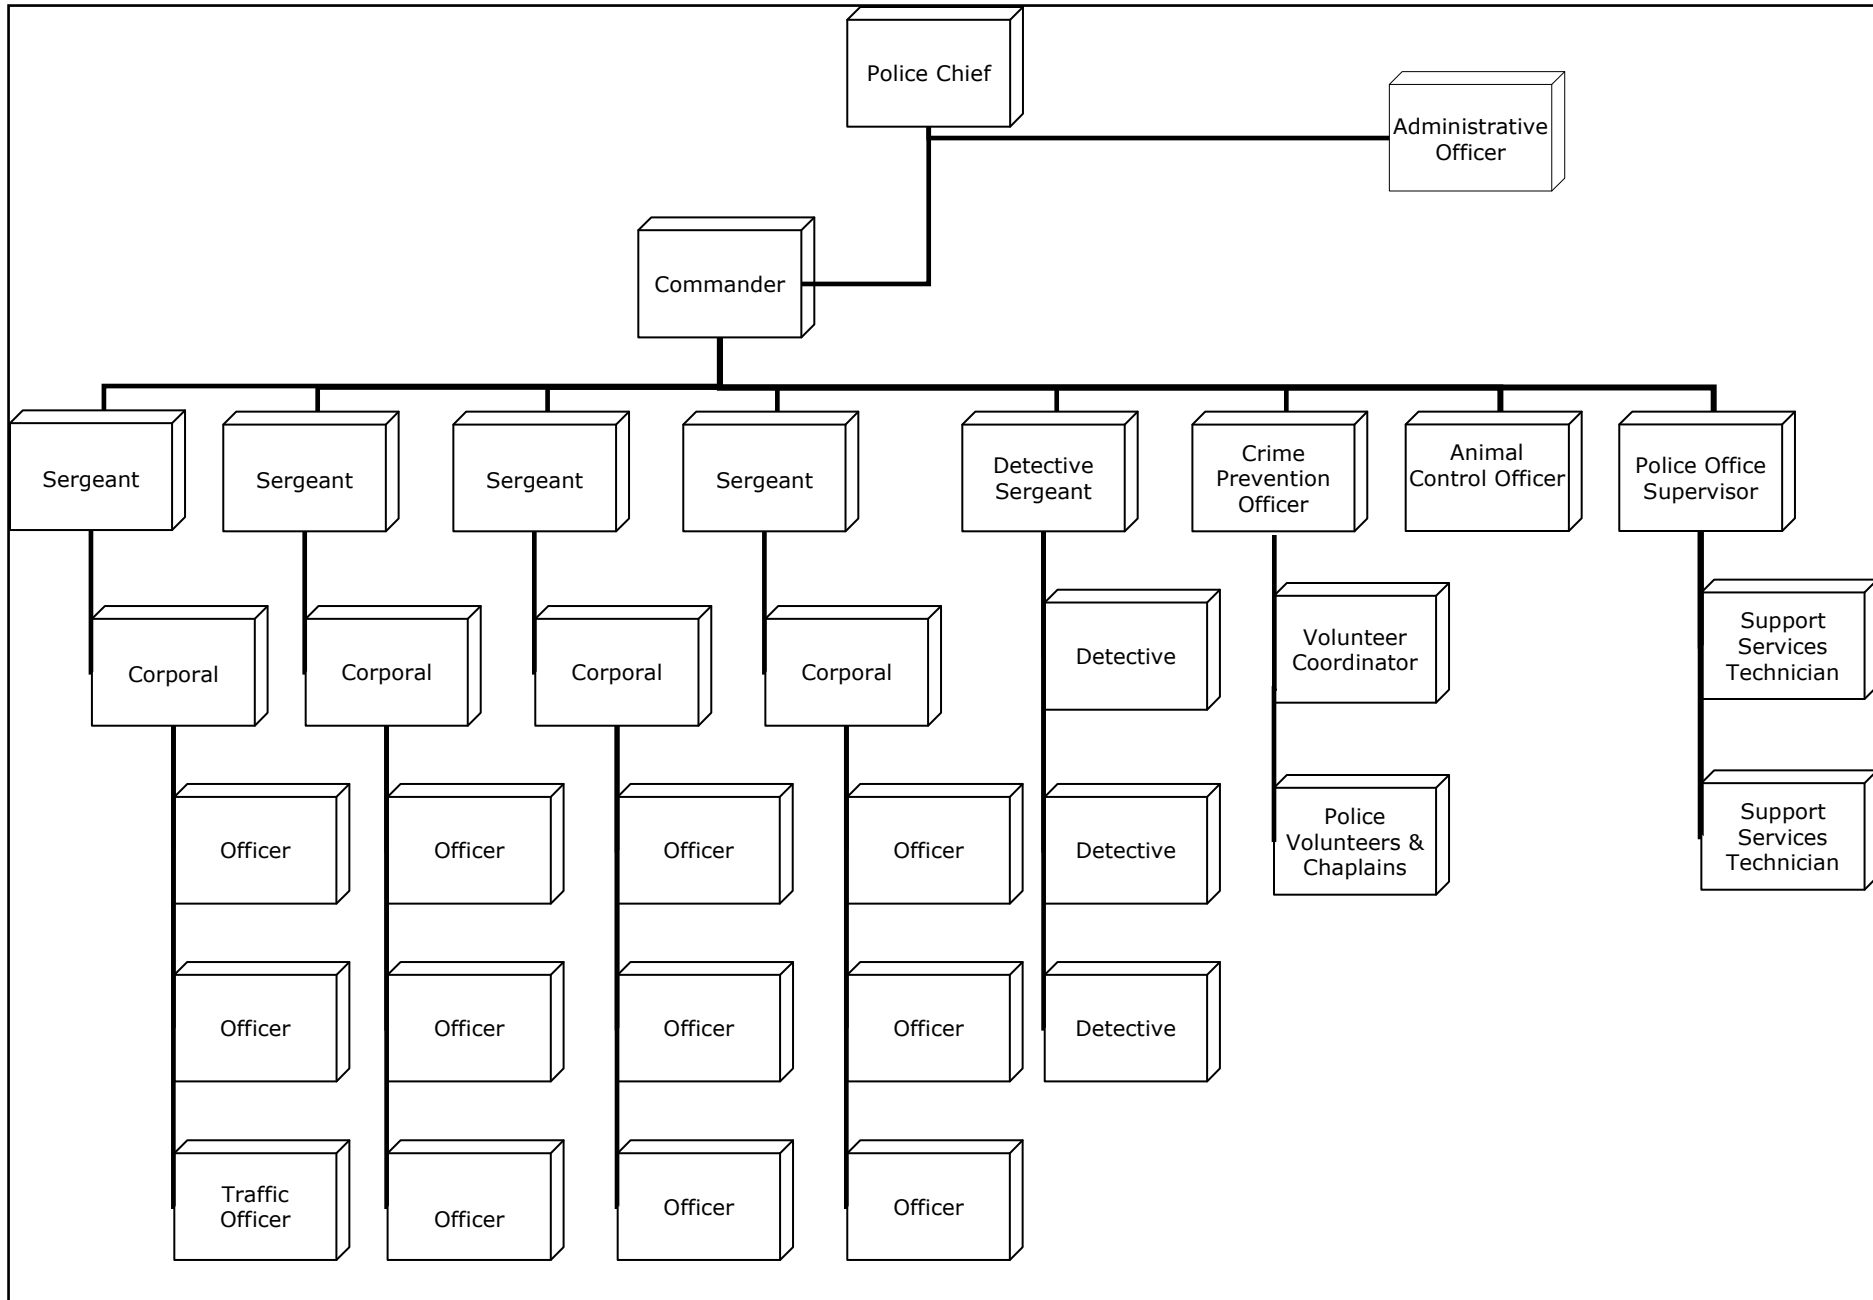 Police Chief
Administrative
Officer
Commander
Sergeant
Sergeant
Sergeant
Sergeant
Detective
Sergeant
Crime
Prevention
Officer
Animal
Control Officer
Police Office
Supervisor
Corporal
Corporal
Corporal
Corporal
Detective
Volunteer
Coordinator
Support
Services
Technician
Officer
Officer
Officer
Officer
Detective
Police
Volunteers &
Chaplains
Support
Services
Technician
Officer
Officer
Officer
Officer
Detective
Traffic
Officer
Officer
Officer
Officer